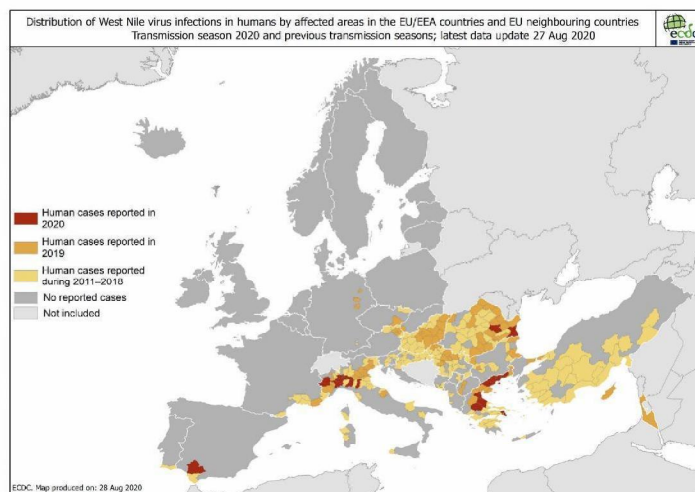 Distribution of West Nile virus infections in humans by affected areas in the EU/EEA countries and EU neighbouring countries
Transmission season 2020 and previous transmission seasons; latest data update 27 Aug 2020
ecdc
Human cases reported in
2020
Human cases reported in
2019
Human cases reported
during 2011–2018
No reported cases
Not included
ECDC. Map produced on: 28 Aug 2020